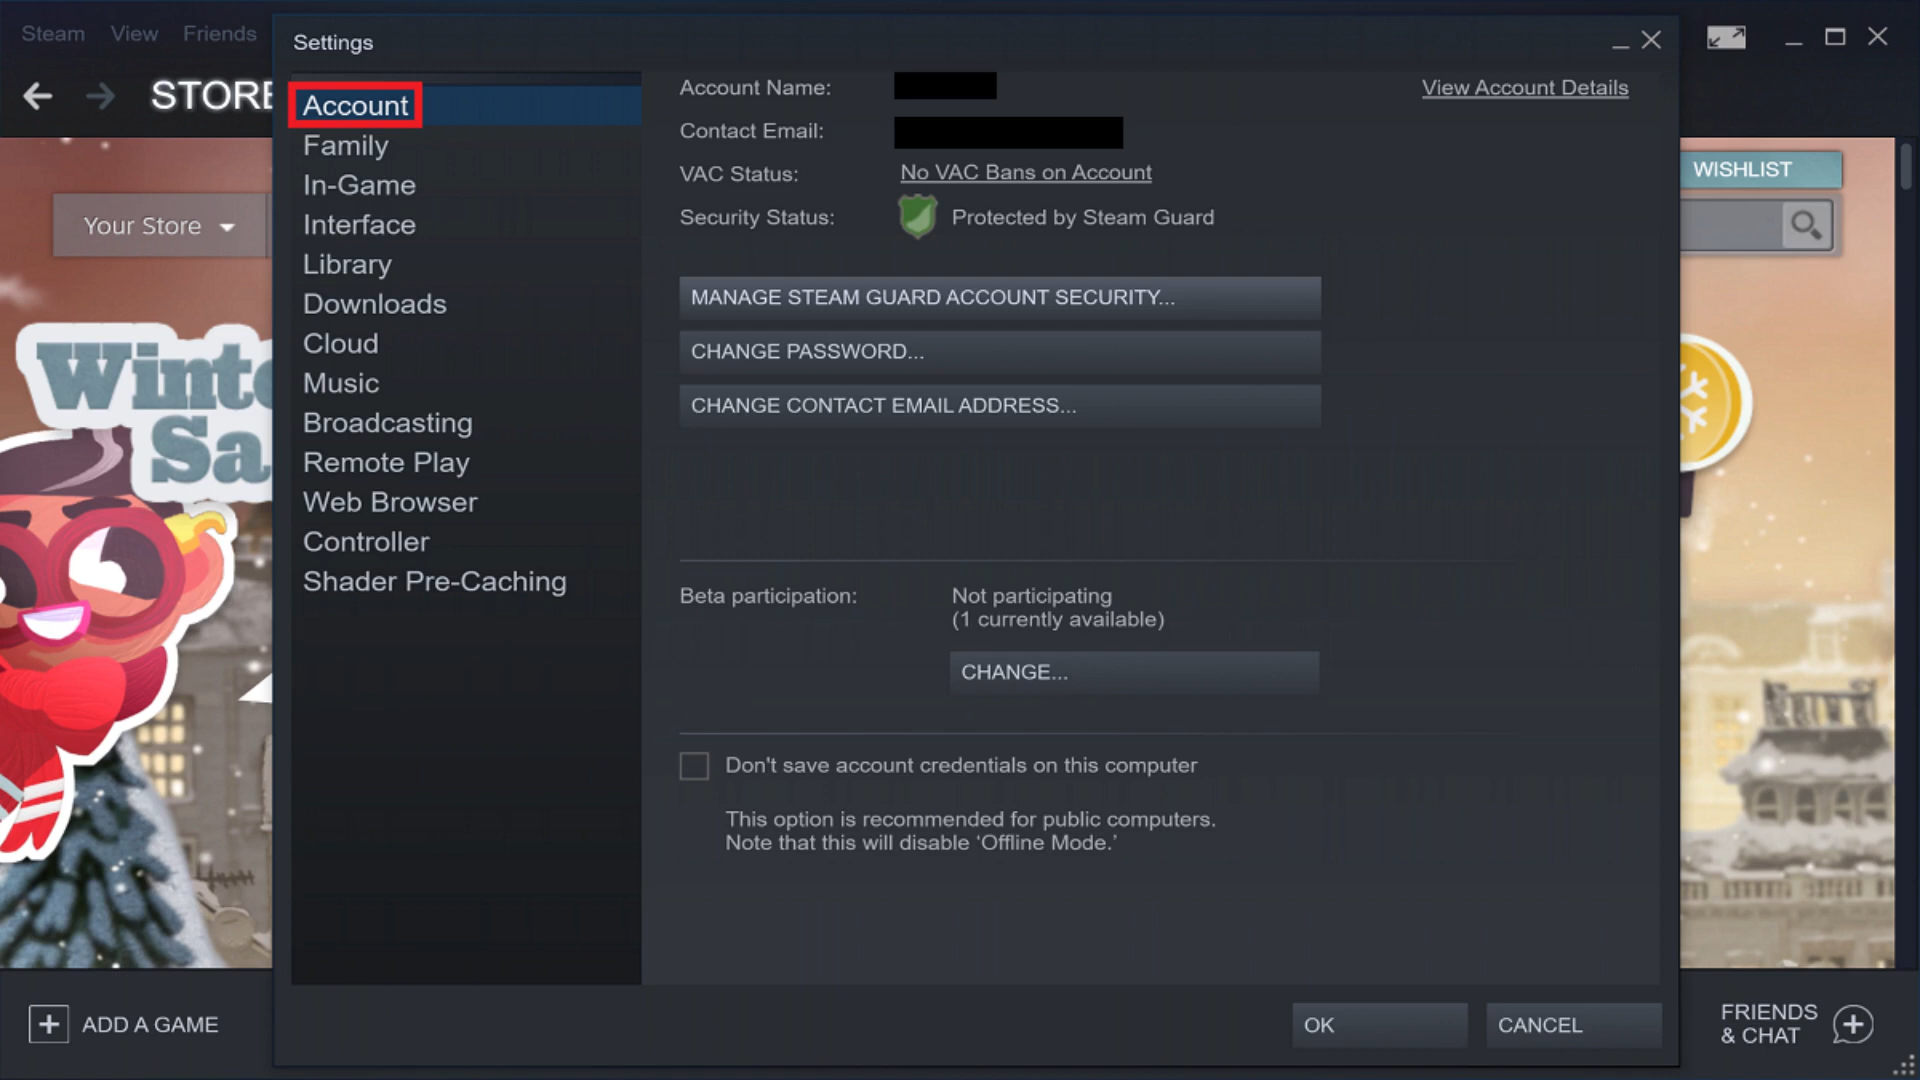 Steam View Friends
Settings
STORE
Account
Family
In-Game
Interface
Library
Downloads
Cloud
Music
Broadcasting
Remote Play
Web Browser
Controller
Shader Pre-Caching
Account Name:
View Account Details
Contact Email:
VAC Status: No VAC Bans on Account
Security Status: Protected by Steam Guard
MANAGE STEAM GUARD ACCOUNT SECURITY...
CHANGE PASSWORD...
CHANGE CONTACT EMAIL ADDRESS...
Beta participation: Not participating
(1 currently available)
CHANGE...
Don't save account credentials on this computer
This option is recommended for public computers.
Note that this will disable ‘Offline Mode.’
OK
CANCEL
Your Store
WISHLIST
Winte
Sa
ADD A GAME
FRIENDS
& CHAT